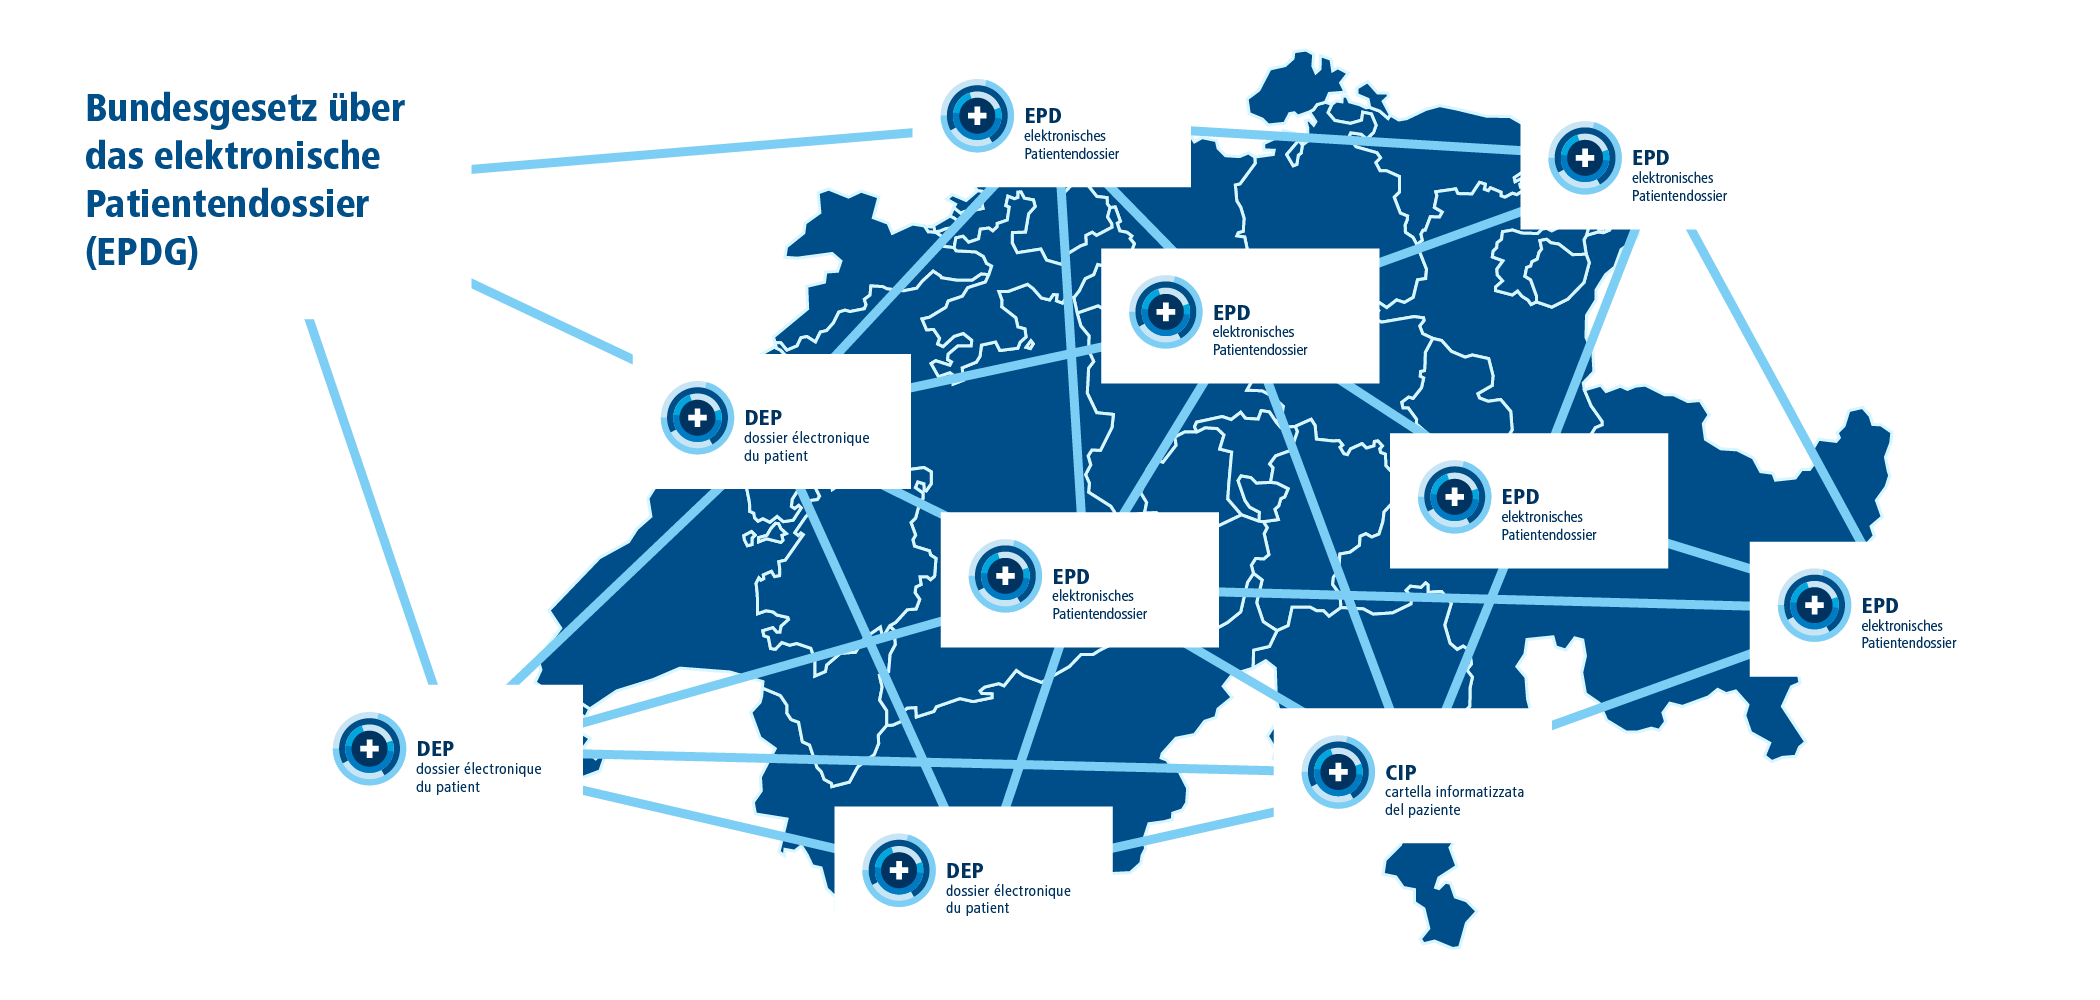 Bundesgesetz über
das elektronische
Patientendossier
(EPDG)
EPD
elektronisches
Patientendossier
EPD
elektronisches
Patientendossier
EPD
elektronisches
Patientendossier
DEP
dossier électronique
du patient
EPD
elektronisches
Patientendossier
EPD
elektronisches
Patientendossier
EPD
elektronisches
Patientendossier
DEP
dossier électronique
du patient
CIP
cartella informatizzata
del paziente
DEP
dossier électronique
du patient